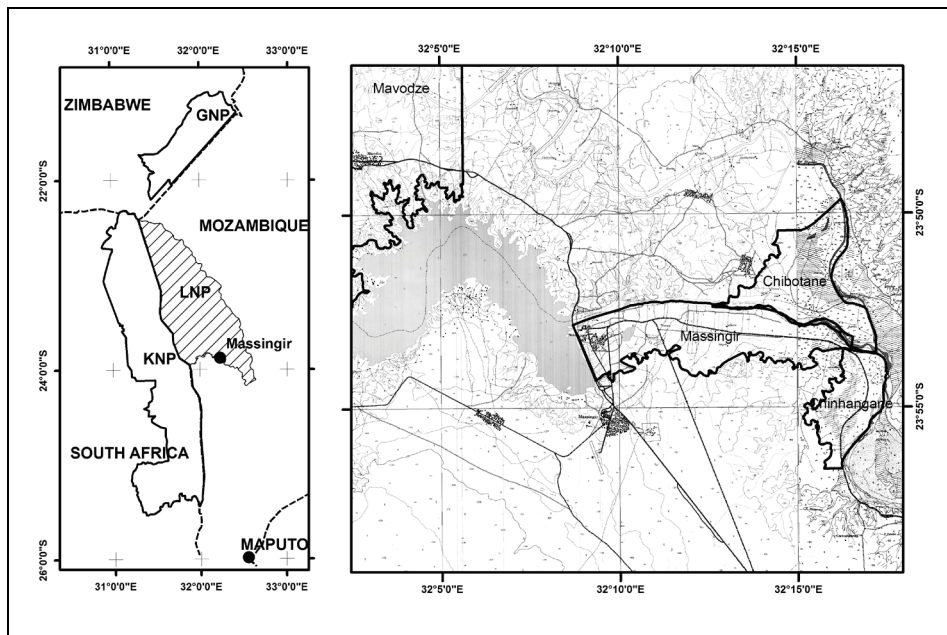 31°0'0"E 32°0'0"E 33°0'0"E
ZIMBABWE
GNP
22°0'0"S
MOZAMBIQUE
LNP
Massingir
KNP
24°0'0"S
SOUTH AFRICA
MAPUTO
26°0'0"S
31°0'0"E 32°0'0"E 33°0'0"E
32°5'0"E 32°10'0"E 32°15'0"E
Mavodze
23°50'0"S
Chibotane
Massingir
Chinhangane
23°55'0"S
32°5'0"E 32°10'0"E 32°15'0"E